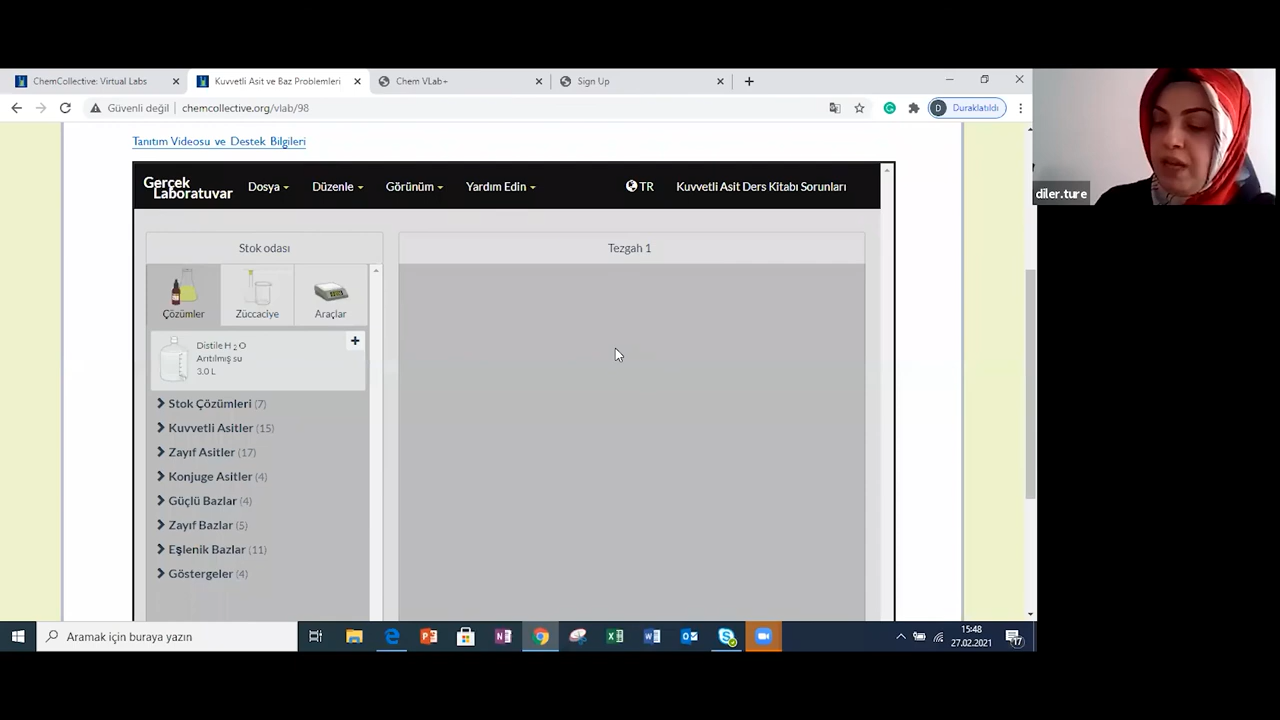 ChemCollective: Virtual Labs
Kuvvetli Asit ve Baz Problemleri
Chem VLab+
Sign Up
Güvenli değil
chemcollective.org/vlab/98
D Duraklatıldı
diler.ture
Tanıtım Videosu ve Destek Bilgileri
Gerçek
Laboratuvar
Dosya
Düzenle
Görünüm
Yardım Edin
TR
Kuvvetli Asit Ders Kitabı Sorunları
Stok odası
Tezgah 1
Çözümler
Züccaciye
Araçlar
Distile H2O
Arıtılmış su
3.0 L
Stok Çözümleri (7)
Kuvvetli Asitler (15)
Zayıf Asitler (17)
Konjuge Asitler (4)
Güçlü Bazlar (4)
Zayıf Bazlar (5)
Eşlenik Bazlar (11)
Göstergeler (4)
Aramak için buraya yazın
15:48
27.02.2021
17